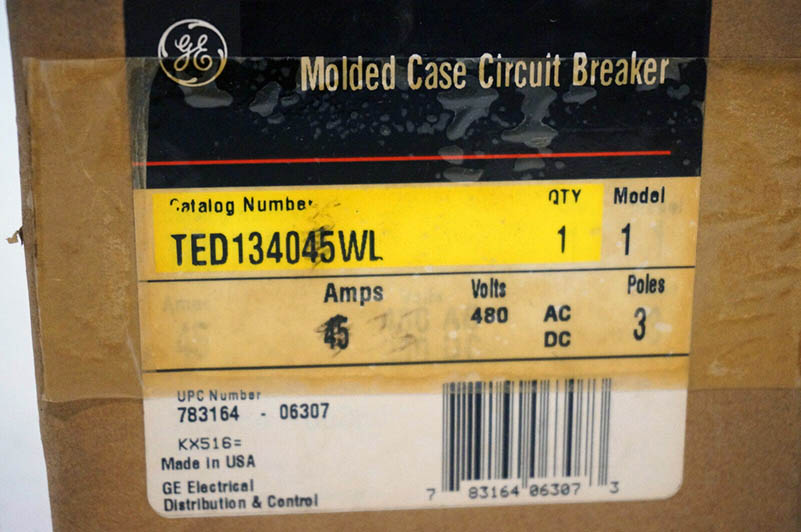 GE
Molded Case Circuit Breaker
Catalog Number QTY Model
TED134045WL 1 1
Amps Volts Poles
45 480 AC DC 3
UPC Number
783164 - 06307
KX516=
Made in USA
GE Electrical
Distribution & Control
7 83164 06307 3